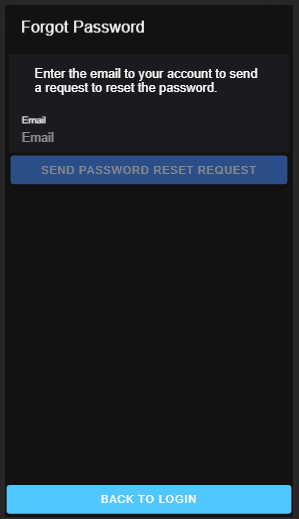 Forgot Password
Enter the email to your account to send
a request to reset the password.
Email
Email
SEND PASSWORD RESET REQUEST
BACK TO LOGIN